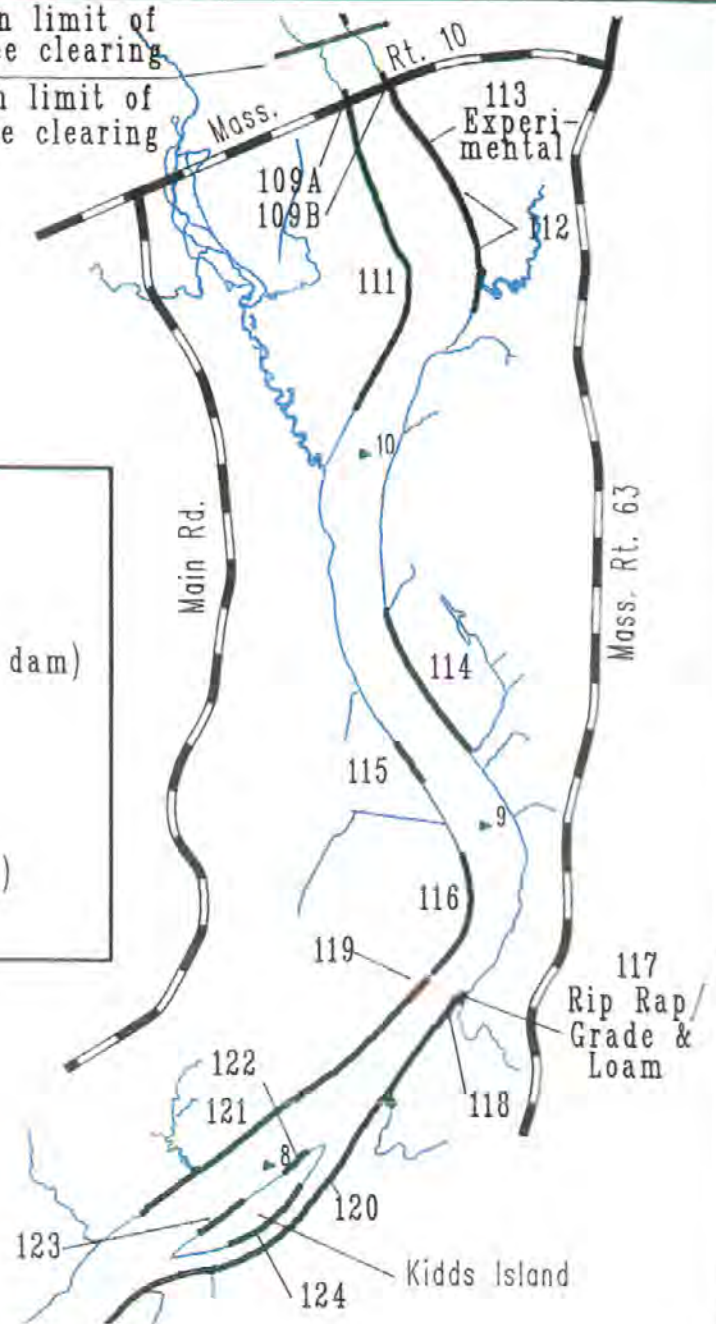 n limit of
ee clearing
n limit of
e clearing
Mass.
Rt. 10
113
Experi-
mental
109A
109B
112
111
10
Main Rd.
Mass. Rt. 63
dam)
114
115
9
)
116
119
117
Rip Rap/
Grade &
Loam
122
118
121
8
120
123
Kidds Island
124